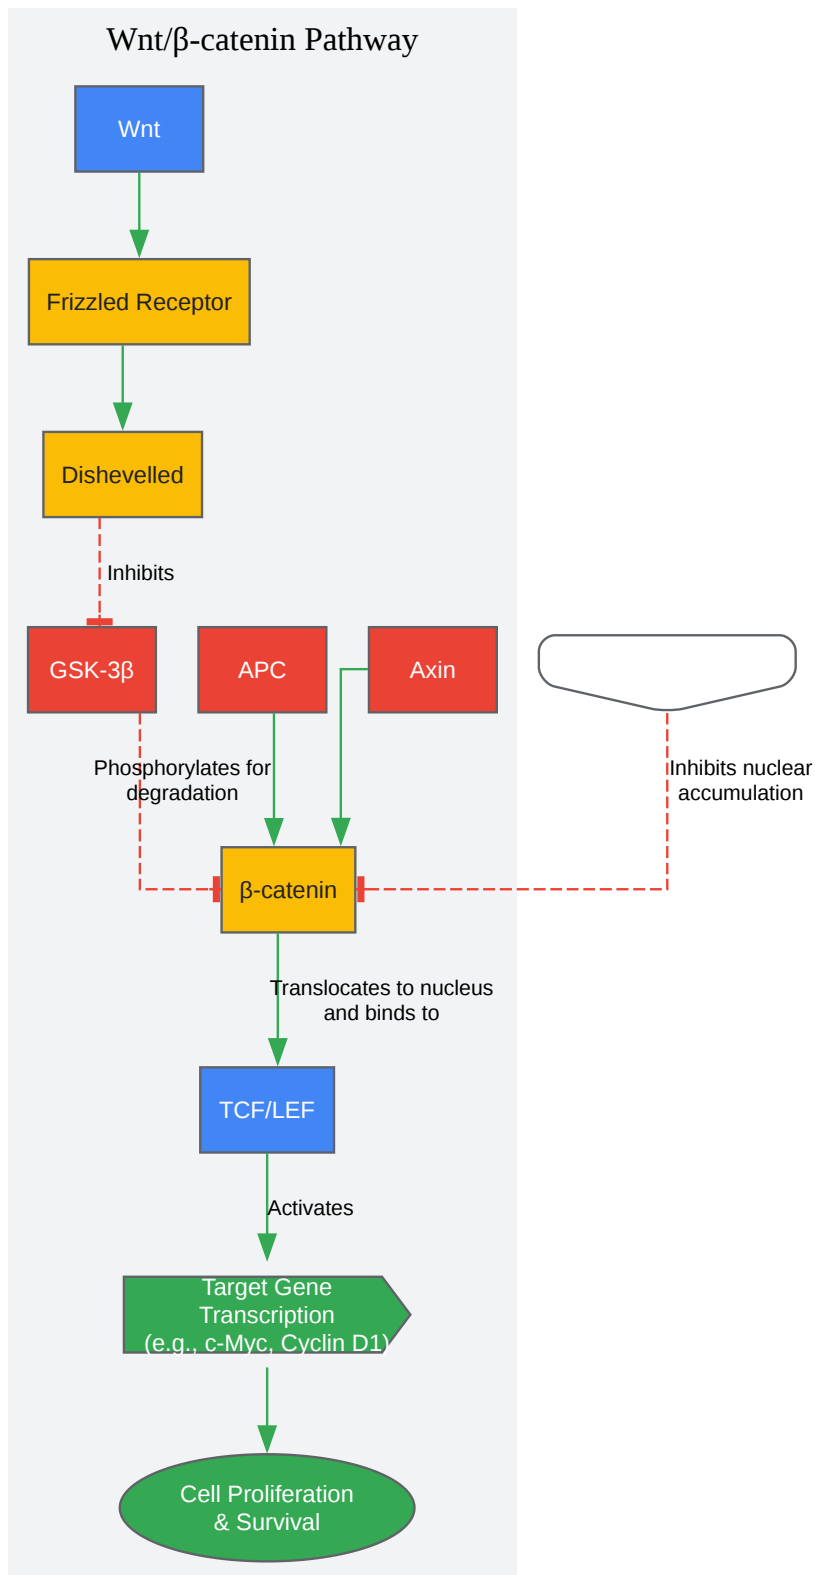 Wnt/β-catenin Pathway
Wnt
Frizzled Receptor
Dishevelled
Inhibits
GSK-3β
APC
Axin
Phosphorylates for
degradation
Inhibits nuclear
accumulation
β-catenin
Translocates to nucleus
and binds to
TCF/LEF
Activates
Target Gene
Transcription
(e.g., c-Myc, Cyclin D1)
Cell Proliferation
& Survival